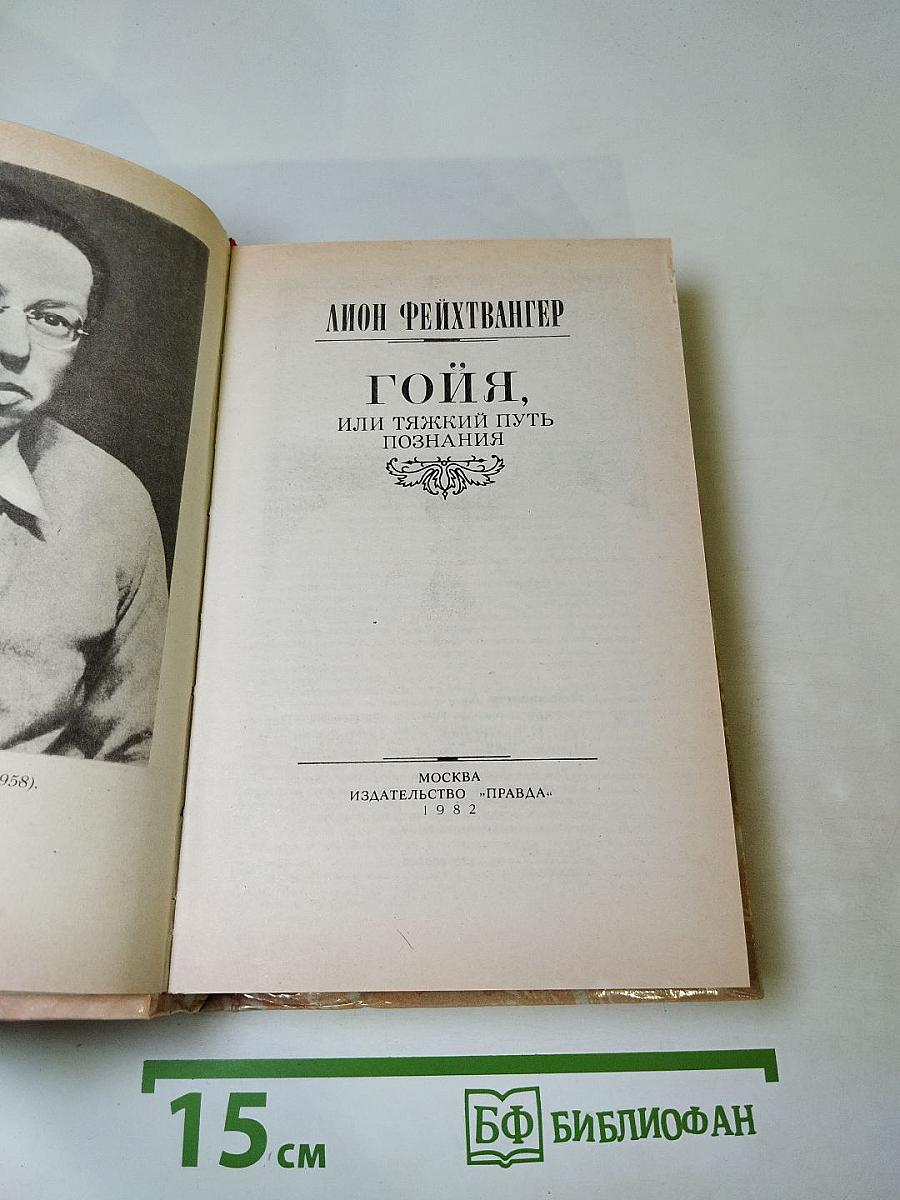 ЛИОН ФЕЙХТВАНГЕР
ГОЙЯ,
ИЛИ ТЯЖКИЙ ПУТЬ
ПОЗНАНИЯ
958).
МОСКВА
ИЗДАТЕЛЬСТВО „ПРАВДА“
1982
15 см
БФ БИБЛИОФАН